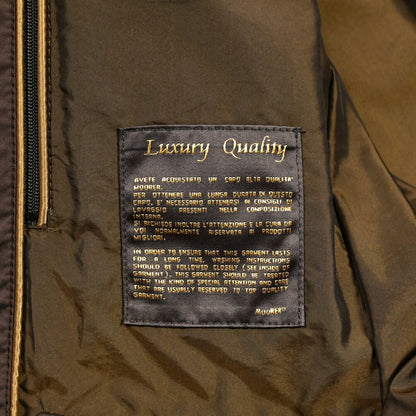 Luxury Quality
AVETE ACQUISTATO UN CAPO ALTA QUALITA'
MOORER.
PER OTTENERE UNA LUNGA DURATA DI QUESTO
CAPO, E' NECESSARIO ATTENERSI AI CONSIGLI DI
LAVAGGIO PRESENTI NELLA COMPOSIZIONE
INTERNA.
SI RICHIEDE INOLTRE L'ATTENZIONE E LA CURA DA
VOI NORMALMENTE RISERVATA AI PRODOTTI
MIGLIORI.
IN ORDER TO ENSURE THAT THIS GARMENT LASTS
FOR A LONG TIME, WASHING INSTRUCTIONS
SHOULD BE FOLLOWED CLOSELY (SEE INSIDE OF
GARMENT). THIS GARMENT SHOULD BE TREATED
WITH THE KIND OF SPECIAL ATTENTION AND CARE
THAT ARE USUALLY RESERVED TO TOP QUALITY
GARMENT.
MOORER